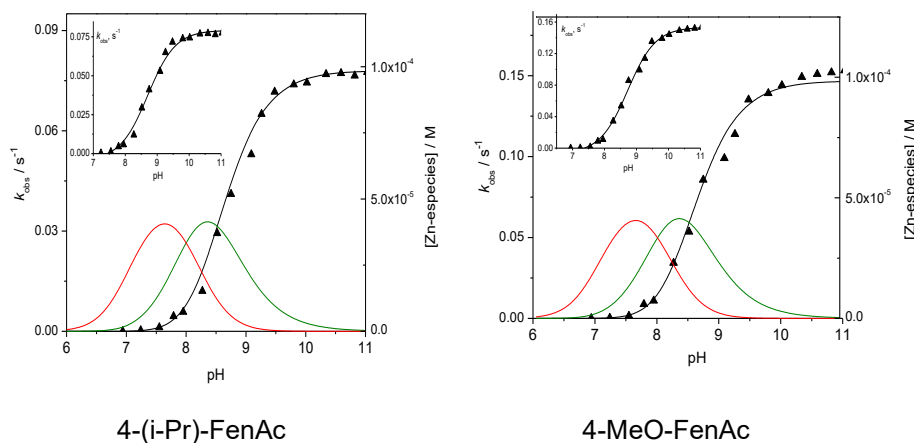 0.09
0.06
0.03
0.00
k_obs / s⁻¹
k_obs, s⁻¹
0.075
0.050
0.025
0.000
7 8 9 10 11
pH
1.0x10⁻⁴
5.0x10⁻⁵
0.0
[Zn-especies] / M
6 7 8 9 10 11
pH
4-(i-Pr)-FenAc
0.15
0.10
0.05
0.00
k_obs / s⁻¹
k_obs, s⁻¹
0.16
0.12
0.08
0.04
0.00
7 8 9 10 11
pH
1.0x10⁻⁴
5.0x10⁻⁵
0.0
[Zn-especies] / M
6 7 8 9 10 11
pH
4-MeO-FenAc